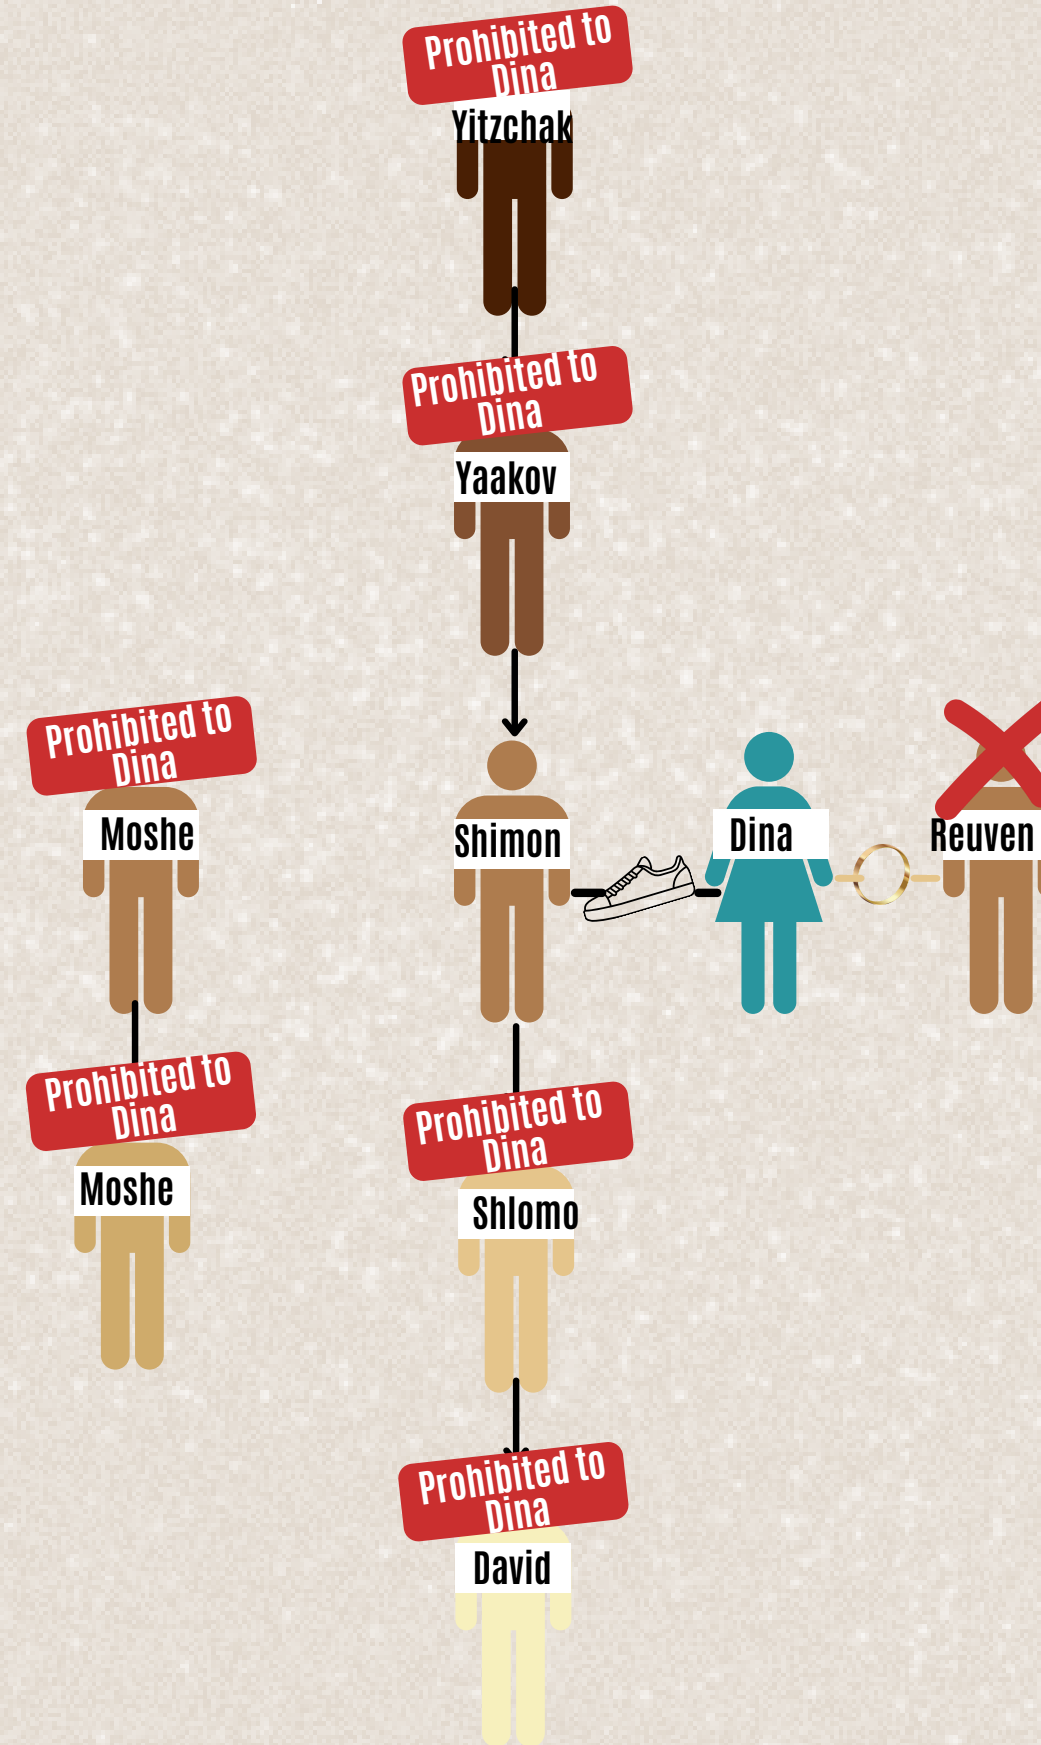 Prohibited to
Dina
Yitzchak
Prohibited to
Dina
Yaakov
Prohibited to
Dina
Moshe
Shimon
Dina
Reuven
Prohibited to
Dina
Moshe
Prohibited to
Dina
Shlomo
Prohibited to
Dina
David